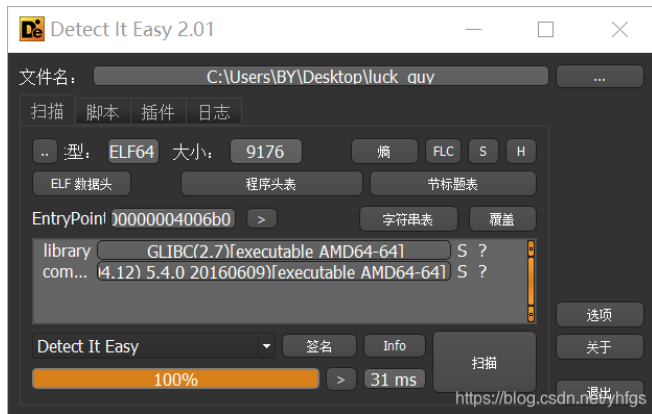 Detect It Easy 2.01
文件名： C:\Users\BY\Desktop\luck_guy ...
扫描 脚本 插件 日志
.. 型： ELF64 大小： 9176 熵 FLC S H
ELF 数据头 程序头表 节标题表
EntryPoint 00000004006b0 > 字符串表 覆盖
library GLIBC(2.7)[executable AMD64-64] S ?
com... 04.12) 5.4.0 20160609)[executable AMD64-64] S ?
选项
Detect It Easy 签名 Info 扫描 关于
100% > 31 ms 退出
https://blog.csdn.net/yhfgs